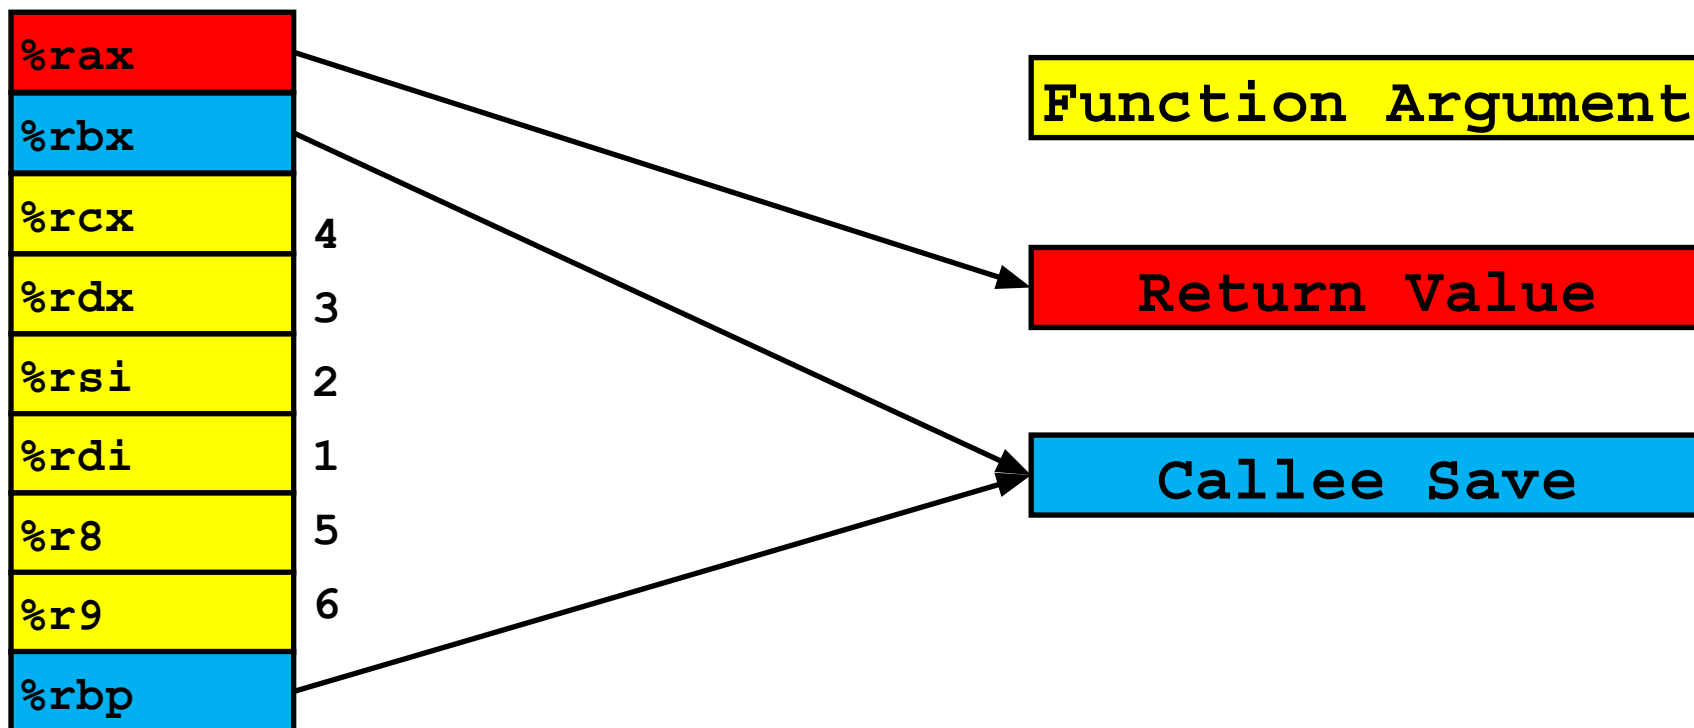 %rax
%rbx
%rcx 4
%rdx 3
%rsi 2
%rdi 1
%r8 5
%r9 6
%rbp
Function Argument
Return Value
Callee Save